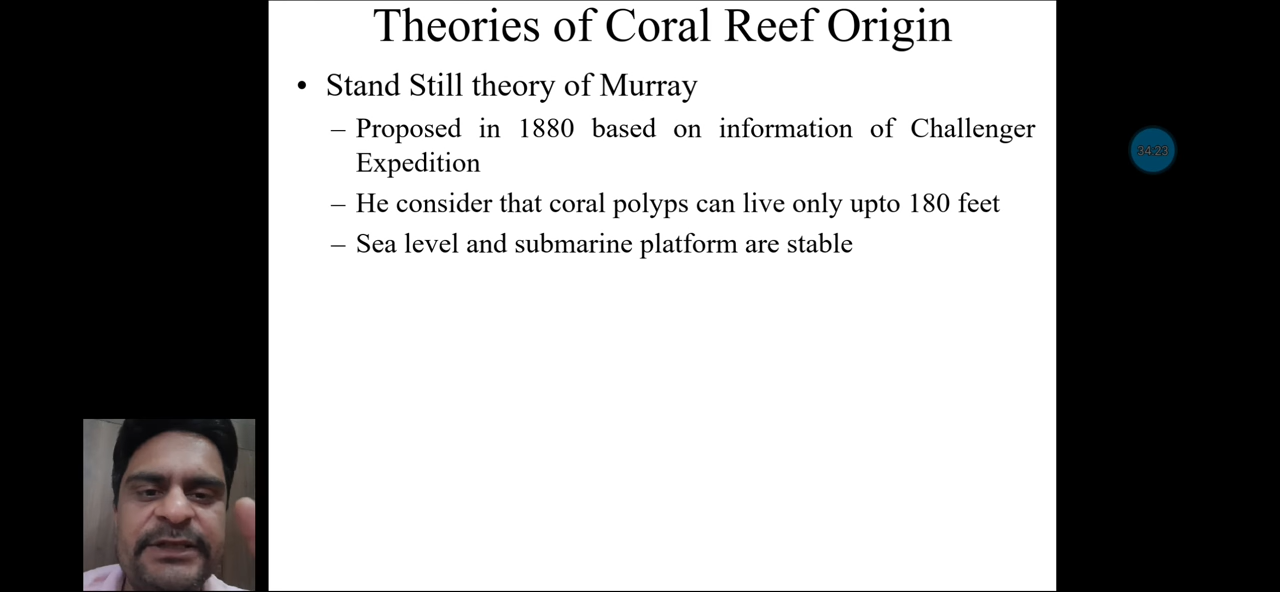 Theories of Coral Reef Origin
• Stand Still theory of Murray
– Proposed in 1880 based on information of Challenger
Expedition
– He consider that coral polyps can live only upto 180 feet
– Sea level and submarine platform are stable
34:23